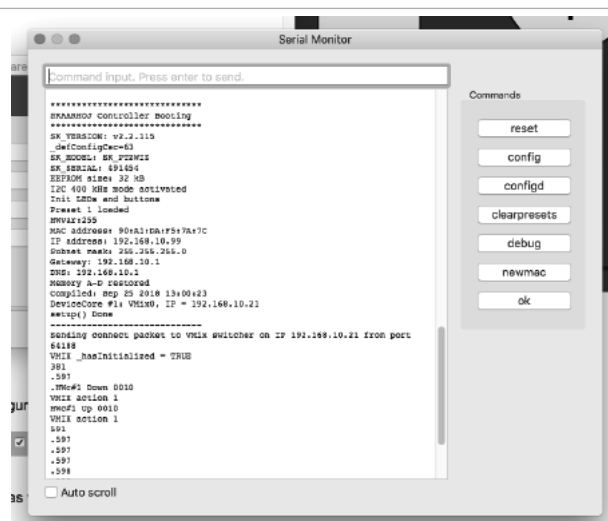 Serial Monitor
Command input. Press enter to send.
****************************
SKAARHOJ Controller Booting
****************************
SK_VERSION: v2.2.115
_defConfigCsc=63
SK_MODEL: SK_PTZWIZ
SK_SERIAL: 491454
EEPROM size: 32 kB
I2C 400 kHz mode activated
Init LEDs and buttons
Preset 1 loaded
HWvar:255
MAC address: 90:A1:DA:F5:7A:7C
IP address: 192.168.10.99
Subnet mask: 255.255.255.0
Gateway: 192.168.10.1
DNS: 192.168.10.1
Memory A-D restored
Compiled: Sep 25 2018 13:00:23
DeviceCore #1: VMix0, IP = 192.168.10.21
setup() Done
----------------------------
Sending connect packet to vMix switcher on IP 192.168.10.21 from port
64188
VMIX _hasInitialized = TRUE
381
.597
.HWc#1 Down 0010
VMIX action 1
HWc#1 Up 0010
VMIX action 1
591
.597
.597
.597
.598
Auto scroll
Commands
reset
config
configd
clearpresets
debug
newmac
ok
are
gur
as